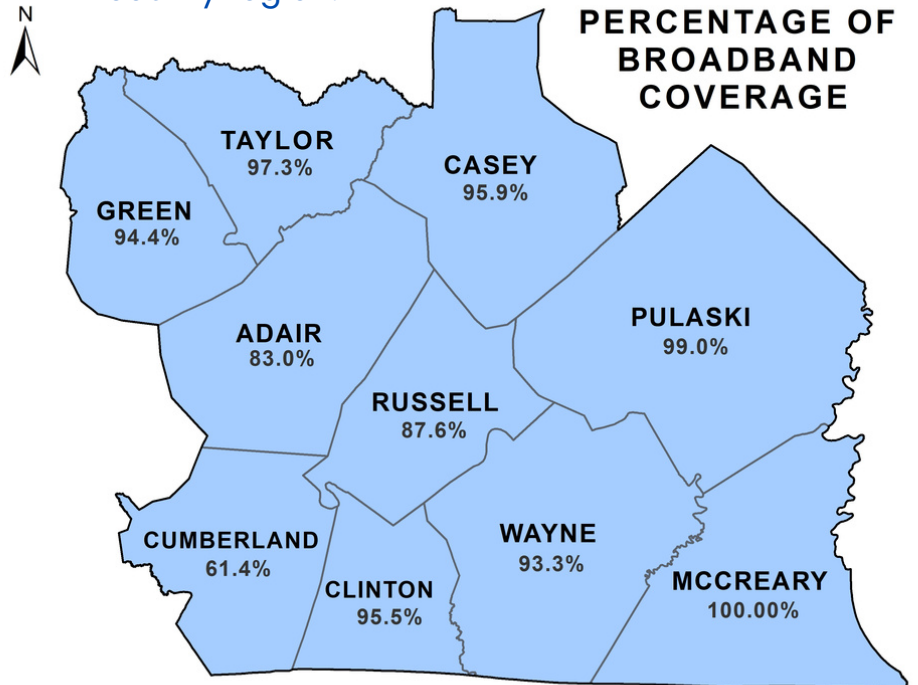 N
PERCENTAGE OF
BROADBAND
COVERAGE
TAYLOR
97.3%
CASEY
95.9%
GREEN
94.4%
PULASKI
99.0%
ADAIR
83.0%
RUSSELL
87.6%
WAYNE
93.3%
CUMBERLAND
61.4%
CLINTON
95.5%
MCCREARY
100.00%